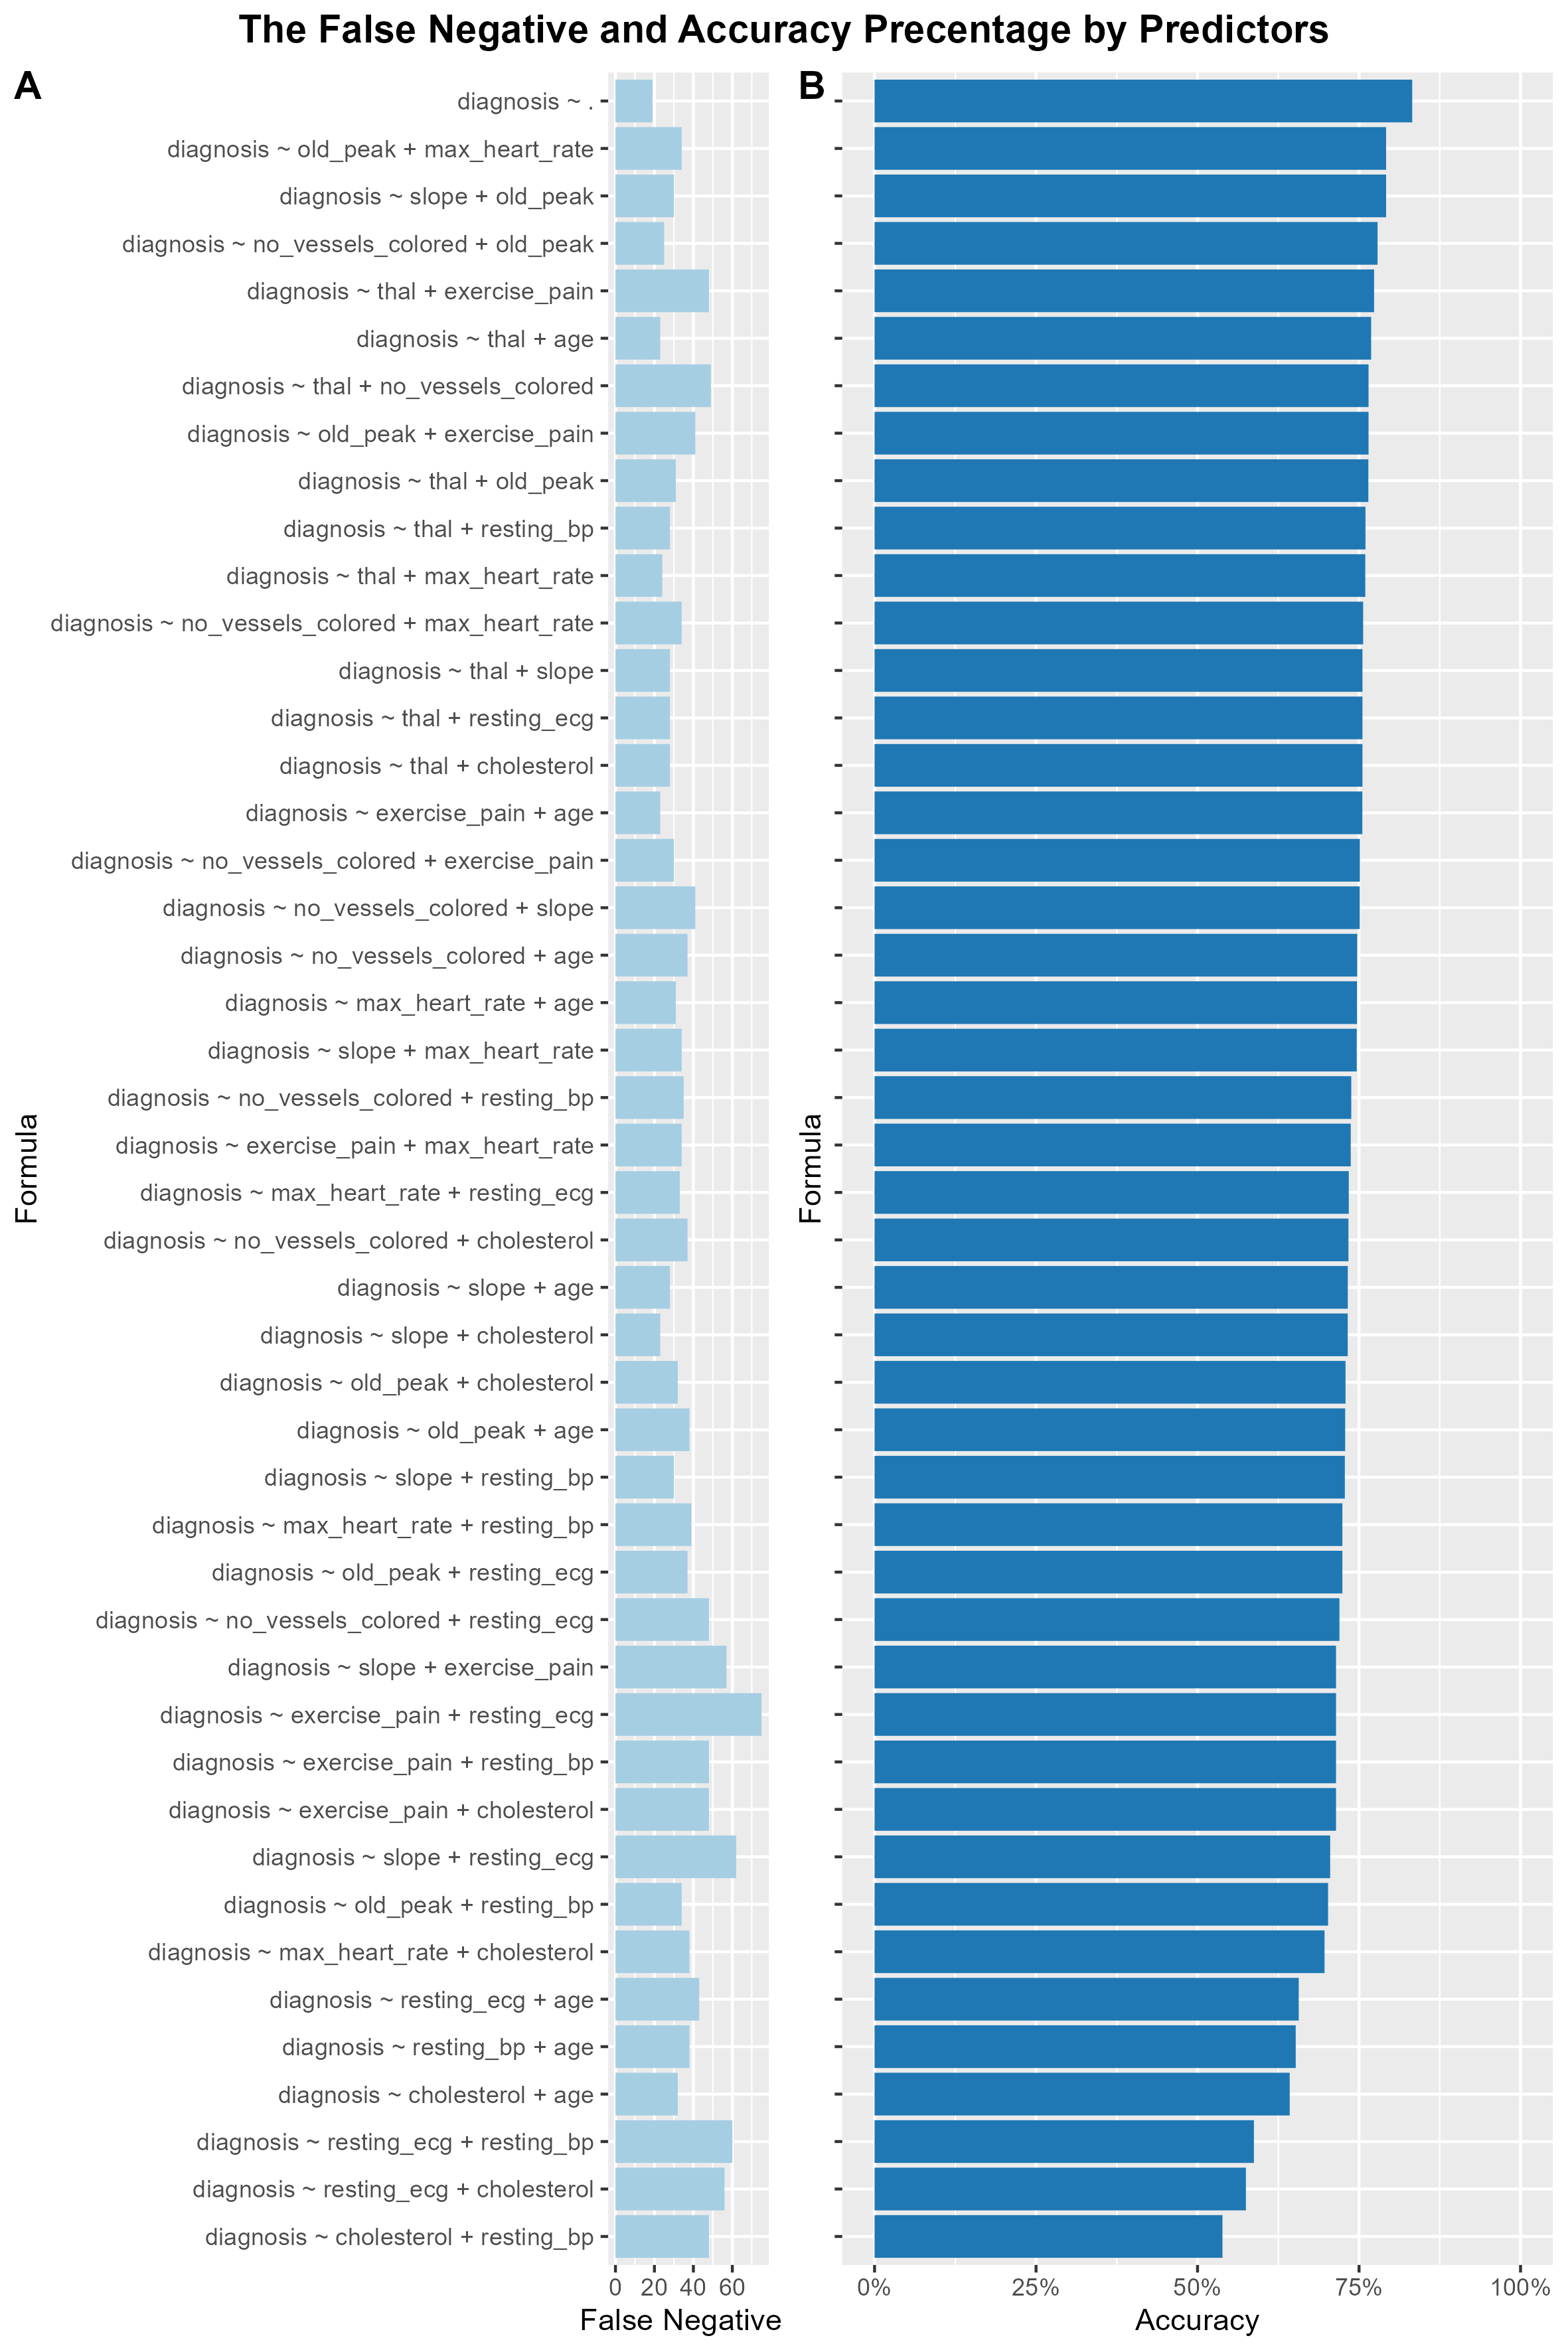 The False Negative and Accuracy Precentage by Predictors
A
B
diagnosis ~ .
diagnosis ~ old_peak + max_heart_rate
diagnosis ~ slope + old_peak
diagnosis ~ no_vessels_colored + old_peak
diagnosis ~ thal + exercise_pain
diagnosis ~ thal + age
diagnosis ~ thal + no_vessels_colored
diagnosis ~ old_peak + exercise_pain
diagnosis ~ thal + old_peak
diagnosis ~ thal + resting_bp
diagnosis ~ thal + max_heart_rate
diagnosis ~ no_vessels_colored + max_heart_rate
diagnosis ~ thal + slope
diagnosis ~ thal + resting_ecg
diagnosis ~ thal + cholesterol
diagnosis ~ exercise_pain + age
diagnosis ~ no_vessels_colored + exercise_pain
diagnosis ~ no_vessels_colored + slope
diagnosis ~ no_vessels_colored + age
diagnosis ~ max_heart_rate + age
diagnosis ~ slope + max_heart_rate
diagnosis ~ no_vessels_colored + resting_bp
diagnosis ~ exercise_pain + max_heart_rate
diagnosis ~ max_heart_rate + resting_ecg
diagnosis ~ no_vessels_colored + cholesterol
diagnosis ~ slope + age
diagnosis ~ slope + cholesterol
diagnosis ~ old_peak + cholesterol
diagnosis ~ old_peak + age
diagnosis ~ slope + resting_bp
diagnosis ~ max_heart_rate + resting_bp
diagnosis ~ old_peak + resting_ecg
diagnosis ~ no_vessels_colored + resting_ecg
diagnosis ~ slope + exercise_pain
diagnosis ~ exercise_pain + resting_ecg
diagnosis ~ exercise_pain + resting_bp
diagnosis ~ exercise_pain + cholesterol
diagnosis ~ slope + resting_ecg
diagnosis ~ old_peak + resting_bp
diagnosis ~ max_heart_rate + cholesterol
diagnosis ~ resting_ecg + age
diagnosis ~ resting_bp + age
diagnosis ~ cholesterol + age
diagnosis ~ resting_ecg + resting_bp
diagnosis ~ resting_ecg + cholesterol
diagnosis ~ cholesterol + resting_bp
Formula
Formula
0 20 40 60
0% 25% 50% 75% 100%
False Negative
Accuracy